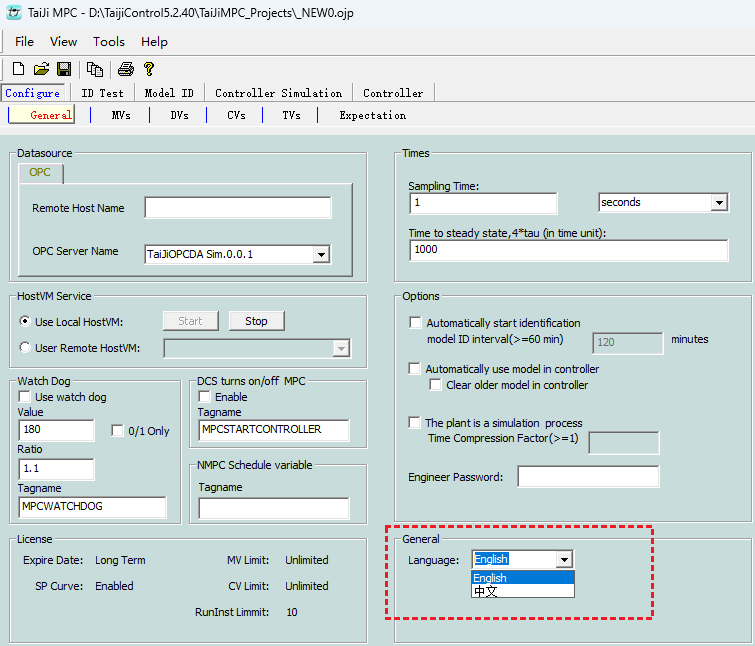 TaiJi MPC - D:\TaijiControl5.2.40\TaiJiMPC_Projects\_NEW0.ojp
File View Tools Help
Configure ID Test Model ID Controller Simulation Controller
General MVs DVs CVs TVs Expectation
Datasource
OPC
Remote Host Name
OPC Server Name TaiJiOPCDA Sim.0.0.1
Times
Sampling Time:
1 seconds
Time to steady state,4*tau (in time unit):
1000
HostVM Service
Use Local HostVM: Start Stop
User Remote HostVM:
Options
Automatically start identification
model ID interval(>=60 min) 120 minutes
Automatically use model in controller
Clear older model in controller
The plant is a simulation process
Time Compression Factor(>=1)
Engineer Password:
Watch Dog
Use watch dog
Value
180 0/1 Only
Ratio
1.1
Tagname
MPCWATCHDOG
DCS turns on/off MPC
Enable
Tagname
MPCSTARTCONTROLLER
NMPC Schedule variable
Tagname
License
Expire Date: Long Term MV Limit: Unlimited
SP Curve: Enabled CV Limit: Unlimited
RunInst Limmit: 10
General
Language: English
English
中文